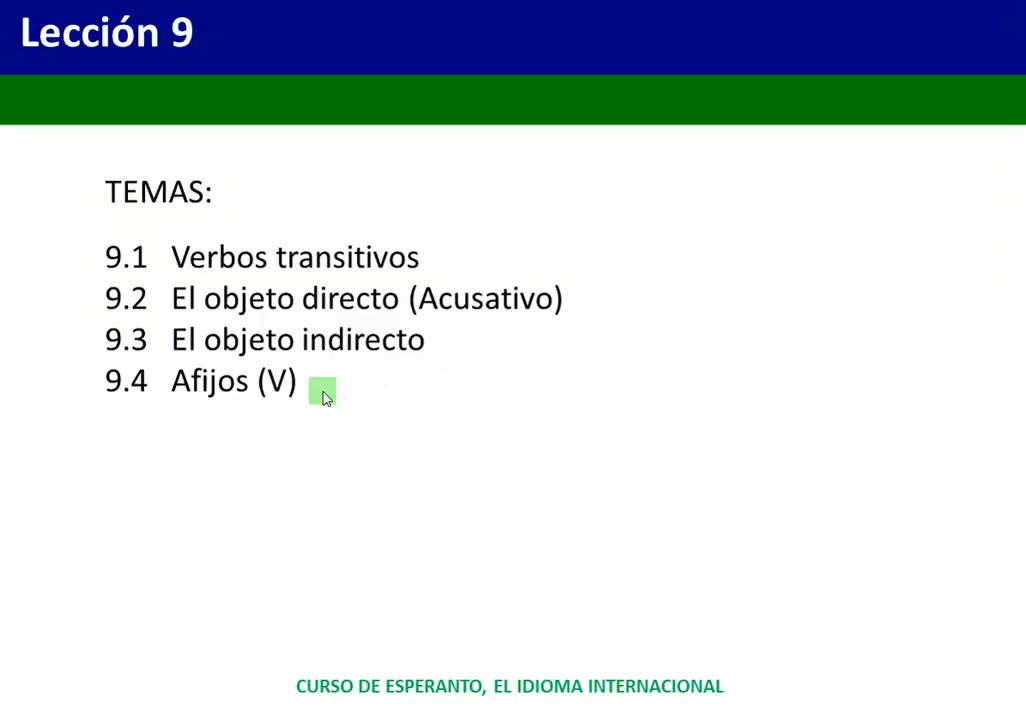 Lección 9
TEMAS:
9.1 Verbos transitivos
9.2 El objeto directo (Acusativo)
9.3 El objeto indirecto
9.4 Afijos (V)
CURSO DE ESPERANTO, EL IDIOMA INTERNACIONAL